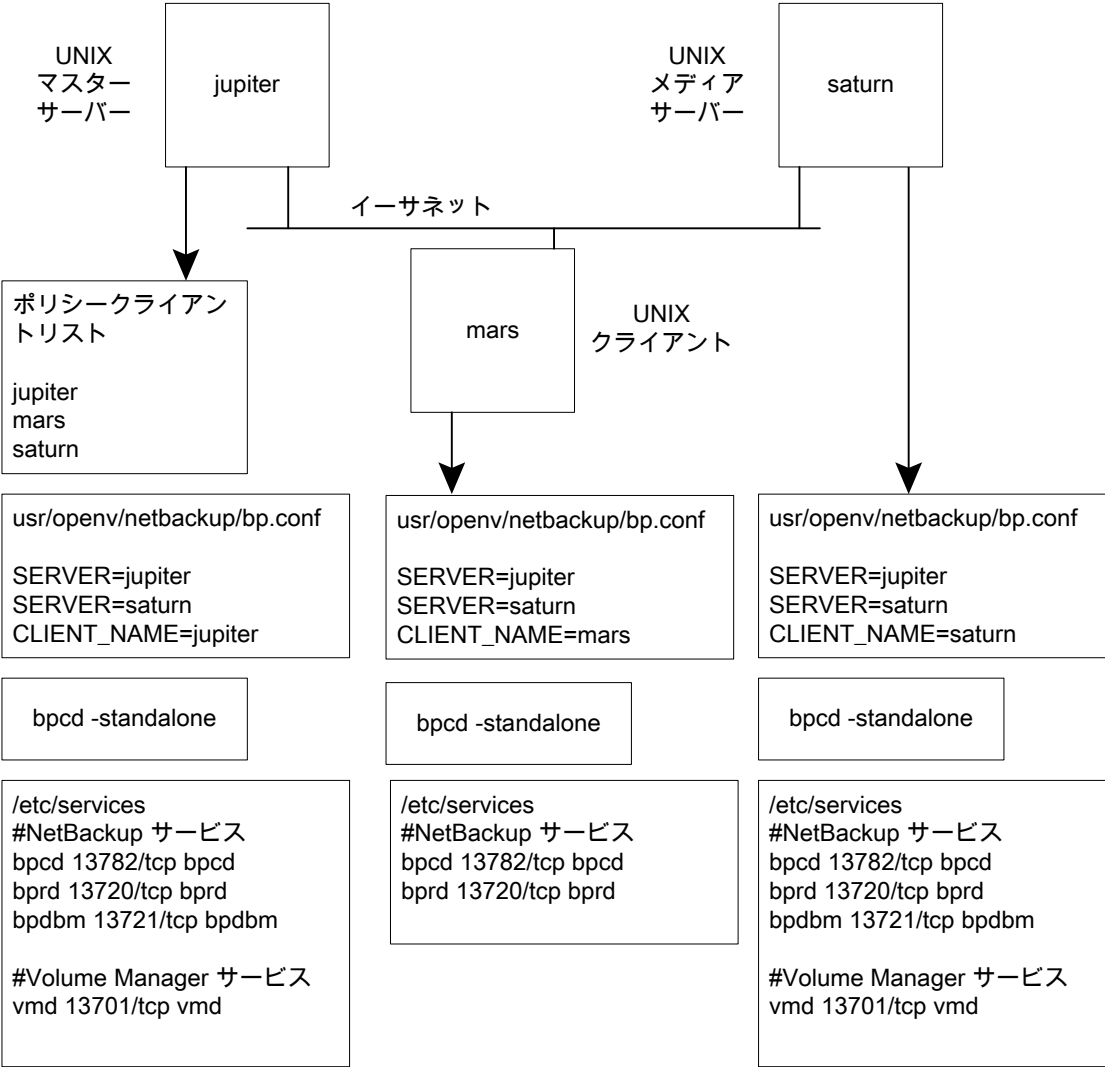 UNIX
マスター
サーバー
jupiter
UNIX
メディア
サーバー
saturn
イーサネット
ポリシークライアン
トリスト
jupiter
mars
saturn
mars
UNIX
クライアント
usr/openv/netbackup/bp.conf
SERVER=jupiter
SERVER=saturn
CLIENT_NAME=jupiter
usr/openv/netbackup/bp.conf
SERVER=jupiter
SERVER=saturn
CLIENT_NAME=mars
usr/openv/netbackup/bp.conf
SERVER=jupiter
SERVER=saturn
CLIENT_NAME=saturn
bpcd -standalone
bpcd -standalone
bpcd -standalone
/etc/services
#NetBackup サービス
bpcd 13782/tcp bpcd
bprd 13720/tcp bprd
bpdbm 13721/tcp bpdbm
#Volume Manager サービス
vmd 13701/tcp vmd
/etc/services
#NetBackup サービス
bpcd 13782/tcp bpcd
bprd 13720/tcp bprd
/etc/services
#NetBackup サービス
bpcd 13782/tcp bpcd
bprd 13720/tcp bprd
bpdbm 13721/tcp bpdbm
#Volume Manager サービス
vmd 13701/tcp vmd